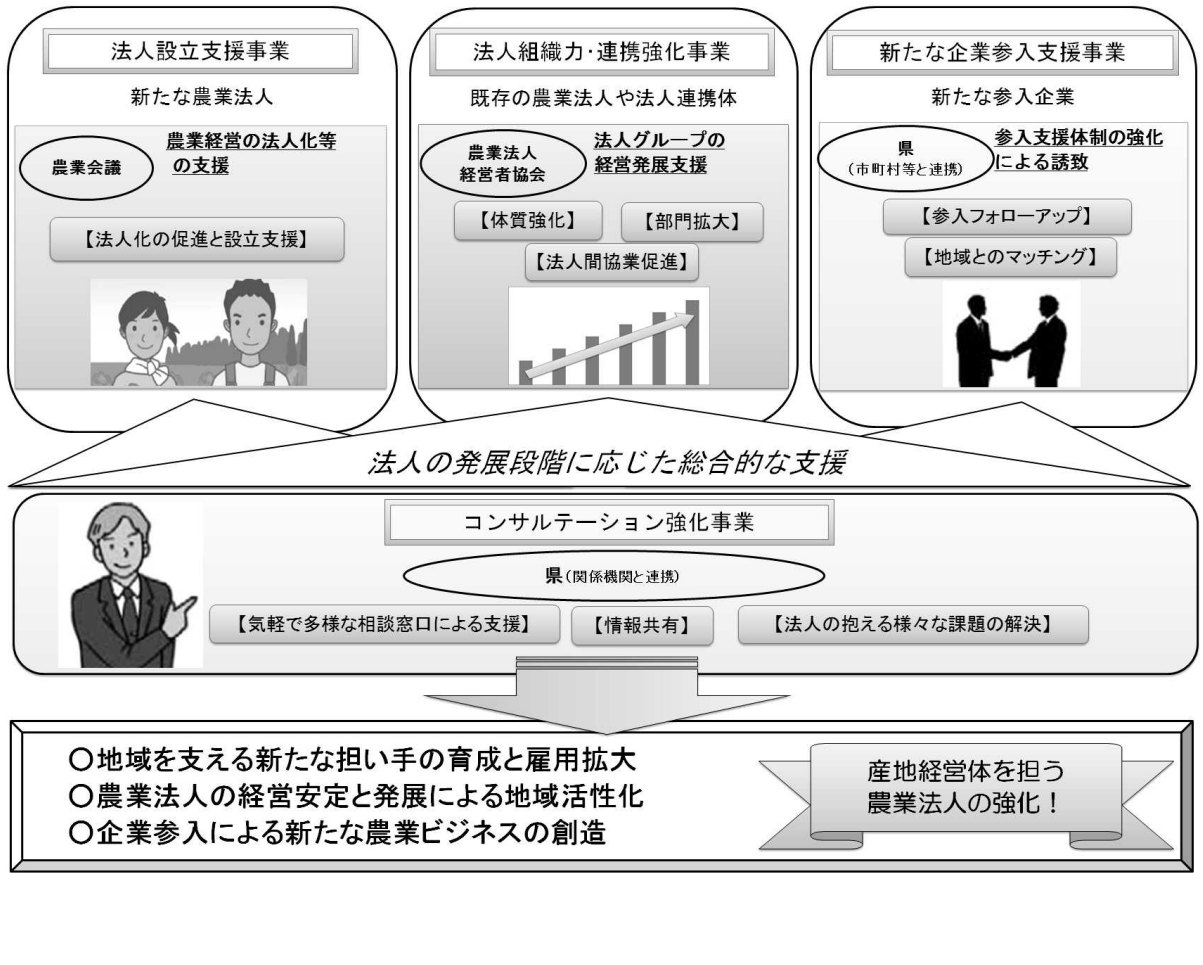 法人設立支援事業
新たな農業法人
農業会議
農業経営の法人化等
の支援
【法人化の促進と設立支援】
法人組織力・連携強化事業
既存の農業法人や法人連携体
農業法人
経営者協会
法人グループの
経営発展支援
【体質強化】
【部門拡大】
【法人間協業促進】
新たな企業参入支援事業
新たな参入企業
県
（市町村等と連携）
参入支援体制の強化
による誘致
【参入フォローアップ】
【地域とのマッチング】
法人の発展段階に応じた総合的な支援
コンサルテーション強化事業
県（関係機関と連携）
【気軽で多様な相談窓口による支援】
【情報共有】
【法人の抱える様々な課題の解決】
〇地域を支える新たな担い手の育成と雇用拡大
〇農業法人の経営安定と発展による地域活性化
〇企業参入による新たな農業ビジネスの創造
産地経営体を担う
農業法人の強化！